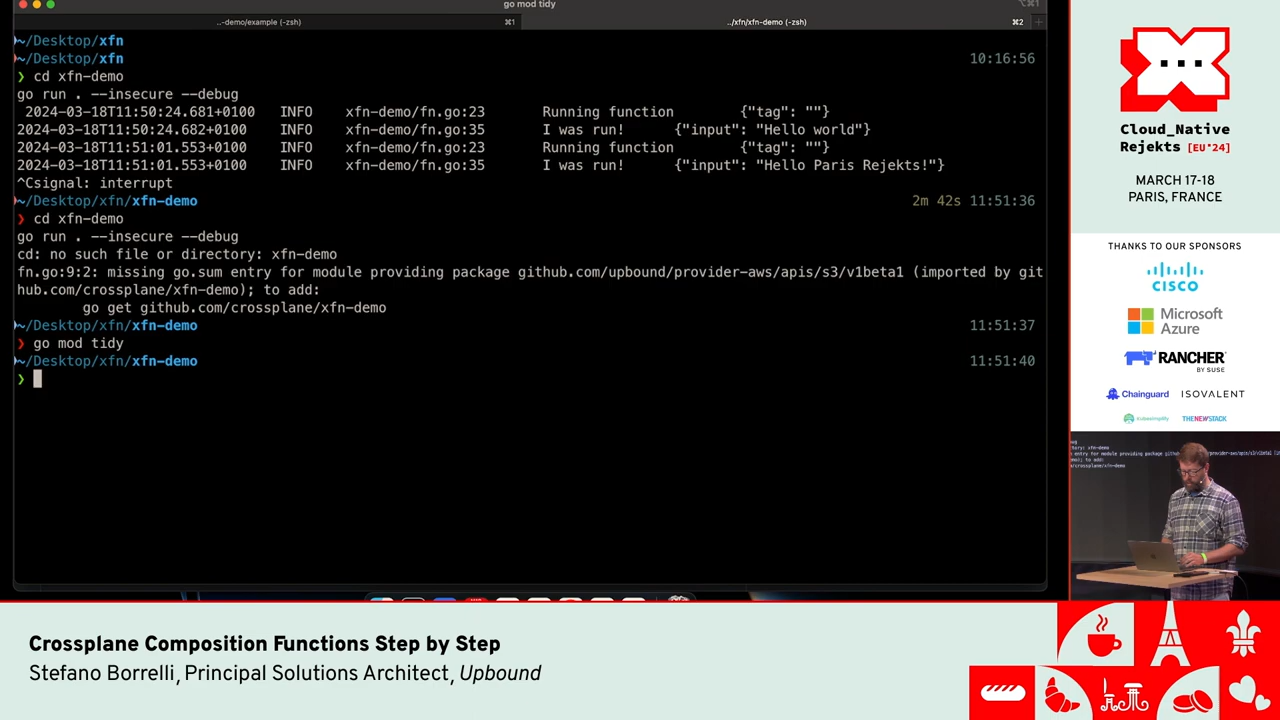 go mod tidy
⌥⌘1
..-demo/example (-zsh)
⌘1
../xfn/xfn-demo (-zsh)
⌘2
~/Desktop/xfn
~/Desktop/xfn
10:16:56
❯ cd xfn-demo
go run . --insecure --debug
2024-03-18T11:50:24.681+0100 INFO xfn-demo/fn.go:23 Running function {"tag": ""}
2024-03-18T11:50:24.682+0100 INFO xfn-demo/fn.go:35 I was run! {"input": "Hello world"}
2024-03-18T11:51:01.553+0100 INFO xfn-demo/fn.go:23 Running function {"tag": ""}
2024-03-18T11:51:01.553+0100 INFO xfn-demo/fn.go:35 I was run! {"input": "Hello Paris Rejekts!"}
^Csignal: interrupt
~/Desktop/xfn/xfn-demo 2m 42s 11:51:36
❯ cd xfn-demo
go run . --insecure --debug
cd: no such file or directory: xfn-demo
fn.go:9:2: missing go.sum entry for module providing package github.com/upbound/provider-aws/apis/s3/v1beta1 (imported by git
hub.com/crossplane/xfn-demo); to add:
go get github.com/crossplane/xfn-demo
~/Desktop/xfn/xfn-demo 11:51:37
❯ go mod tidy
~/Desktop/xfn/xfn-demo 11:51:40
❯
Cloud_Native
Rejekts [EU'24]
MARCH 17-18
PARIS, FRANCE
THANKS TO OUR SPONSORS
CISCO
Microsoft
Azure
RANCHER
BY SUSE
Chainguard
ISOVALENT
THENEWSTACK
Crossplane Composition Functions Step by Step
Stefano Borrelli, Principal Solutions Architect, Upbound